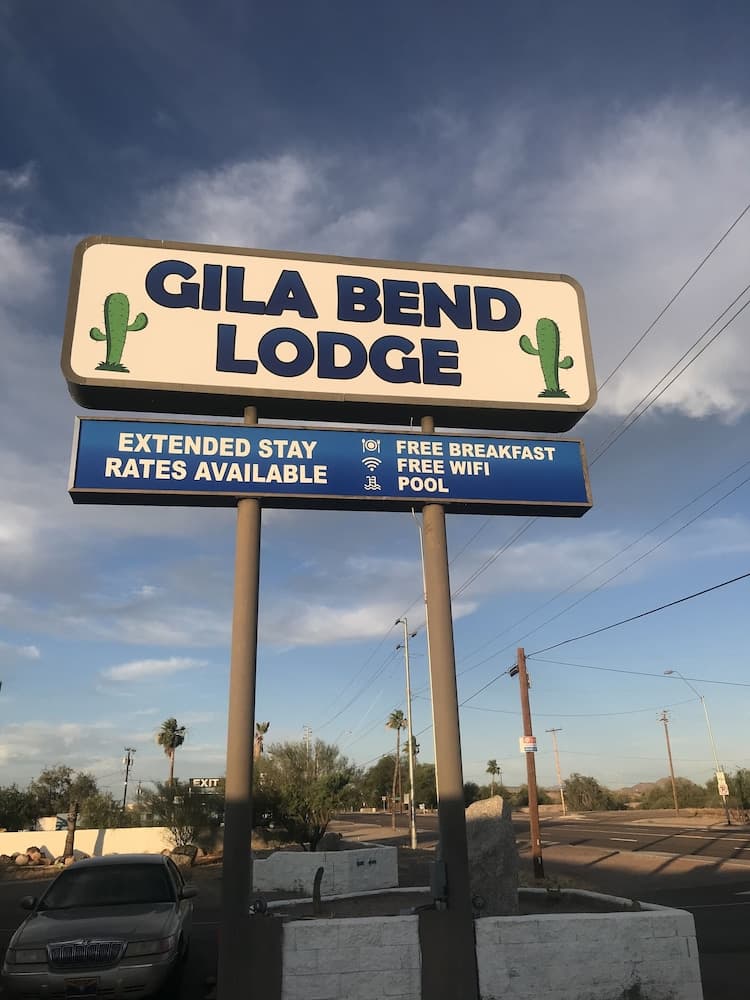 GILA BEND
LODGE
EXTENDED STAY
RATES AVAILABLE
FREE BREAKFAST
FREE WIFI
POOL
EXIT